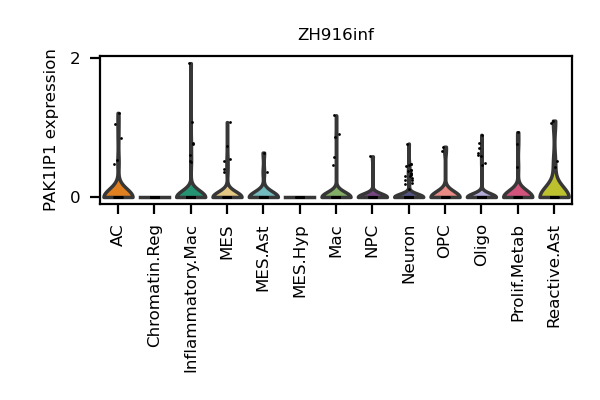 ZH916inf
PAK1IP1 expression
2
0
AC
Chromatin.Reg
Inflammatory.Mac
MES
MES.Ast
MES.Hyp
Mac
NPC
Neuron
OPC
Oligo
Prolif.Metab
Reactive.Ast